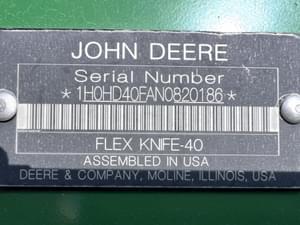 JOHN DEERE
Serial Number
*1H0HD40FAN0820186*
FLEX KNIFE-40
ASSEMBLED IN USA
DEERE & COMPANY, MOLINE, ILLINOIS, USA